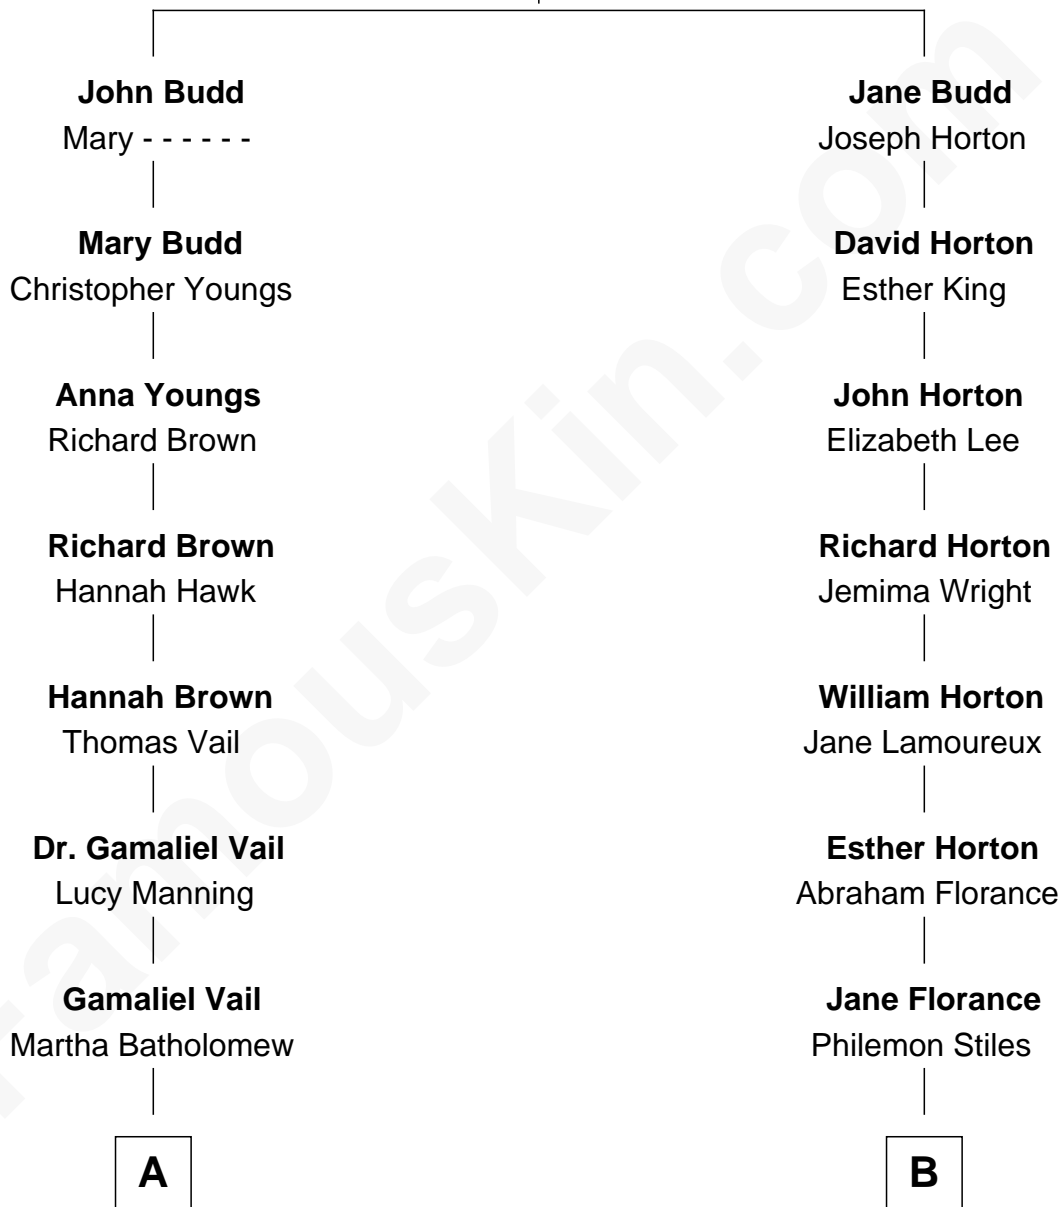 John Budd
Mary - - - - - -
Jane Budd
Joseph Horton
Mary Budd
Christopher Youngs
David Horton
Esther King
Anna Youngs
Richard Brown
John Horton
Elizabeth Lee
Richard Brown
Hannah Hawk
Richard Horton
Jemima Wright
Hannah Brown
Thomas Vail
William Horton
Jane Lamoureux
Dr. Gamaliel Vail
Lucy Manning
Esther Horton
Abraham Florance
Gamaliel Vail
Martha Batholomew
Jane Florance
Philemon Stiles
A
B
FamousKin.com